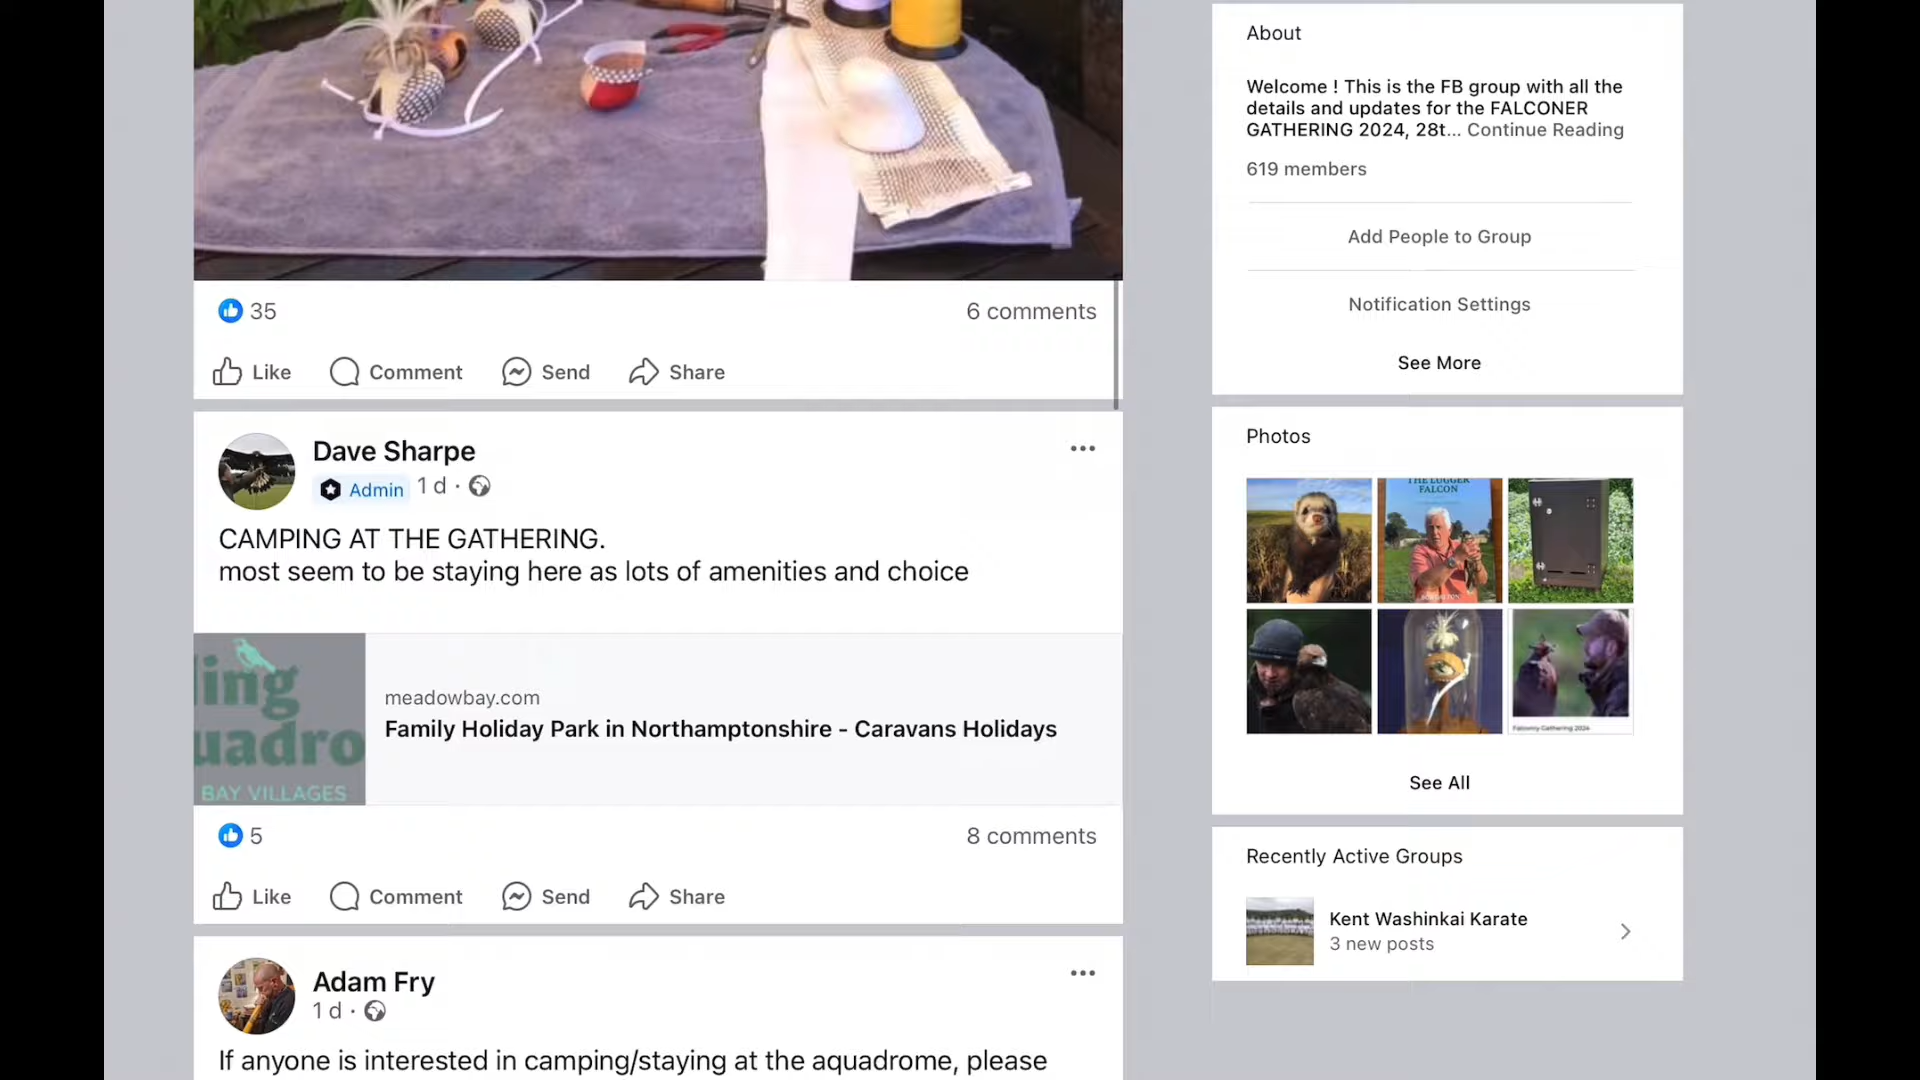 35
6 comments
Like
Comment
Send
Share
Dave Sharpe
Admin
1 d ·
CAMPING AT THE GATHERING.
most seem to be staying here as lots of amenities and choice
ling
uadro
BAY VILLAGES
meadowbay.com
Family Holiday Park in Northamptonshire - Caravans Holidays
5
8 comments
Like
Comment
Send
Share
Adam Fry
1 d ·
If anyone is interested in camping/staying at the aquadrome, please
About
Welcome ! This is the FB group with all the
details and updates for the FALCONER
GATHERING 2024, 28t... Continue Reading
619 members
Add People to Group
Notification Settings
See More
Photos
THE LUGGER
FALCON
Falconry Gathering 2024
See All
Recently Active Groups
Kent Washinkai Karate
3 new posts